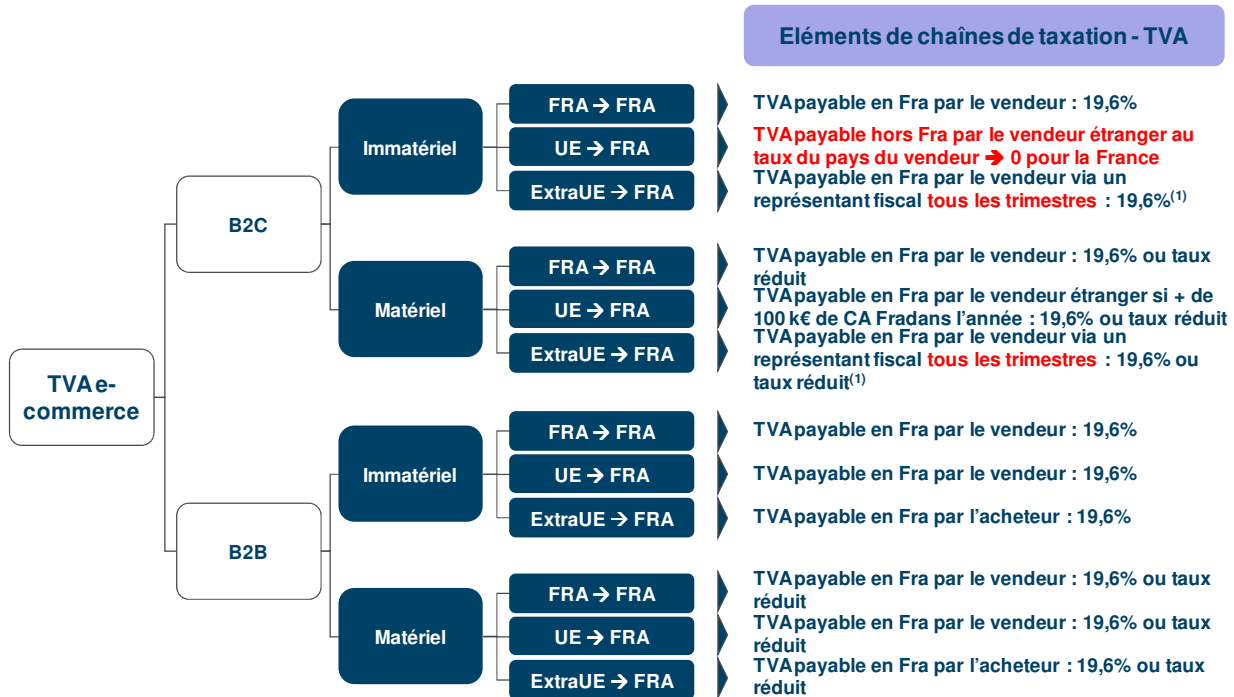 Eléments de chaînes de taxation - TVA
TVA e-
commerce
B2C
Immatériel
FRA → FRA
TVA payable en Fra par le vendeur : 19,6%
UE → FRA
TVA payable hors Fra par le vendeur étranger au
taux du pays du vendeur → 0 pour la France
ExtraUE → FRA
TVA payable en Fra par le vendeur via un
représentant fiscal tous les trimestres : 19,6%(1)
Matériel
FRA → FRA
TVA payable en Fra par le vendeur : 19,6% ou taux
réduit
UE → FRA
TVA payable en Fra par le vendeur étranger si + de
100 k€ de CA Fradans l’année : 19,6% ou taux réduit
ExtraUE → FRA
TVA payable en Fra par le vendeur via un
représentant fiscal tous les trimestres : 19,6% ou
taux réduit(1)
B2B
Immatériel
FRA → FRA
TVA payable en Fra par le vendeur : 19,6%
UE → FRA
TVA payable en Fra par le vendeur : 19,6%
ExtraUE → FRA
TVA payable en Fra par l’acheteur : 19,6%
Matériel
FRA → FRA
TVA payable en Fra par le vendeur : 19,6% ou taux
réduit
UE → FRA
TVA payable en Fra par le vendeur : 19,6% ou taux
réduit
ExtraUE → FRA
TVA payable en Fra par l’acheteur : 19,6% ou taux
réduit